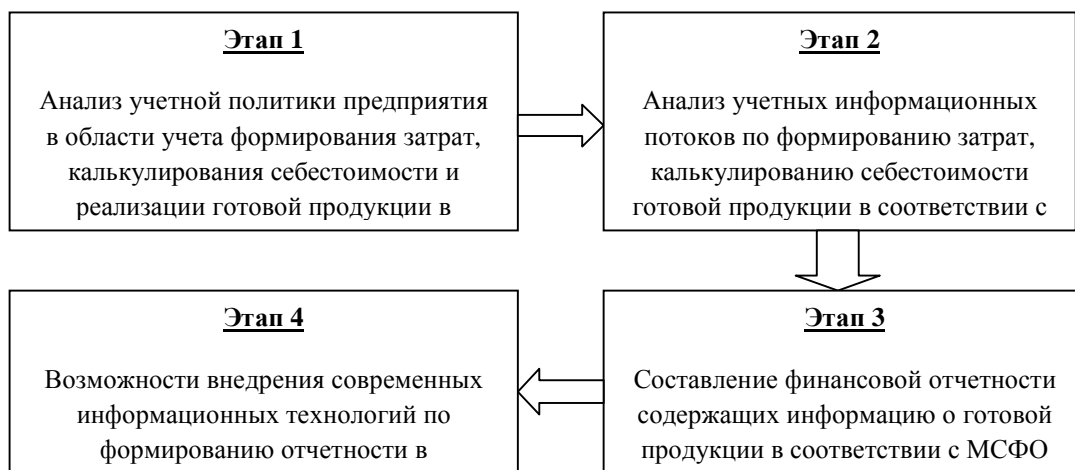 Этап 1
Анализ учетной политики предприятия
в области учета формирования затрат,
калькулирования себестоимости и
реализации готовой продукции в
Этап 2
Анализ учетных информационных
потоков по формированию затрат,
калькулированию себестоимости
готовой продукции в соответствии с
Этап 3
Составление финансовой отчетности
содержащих информацию о готовой
продукции в соответствии с МСФО
Этап 4
Возможности внедрения современных
информационных технологий по
формированию отчетности в